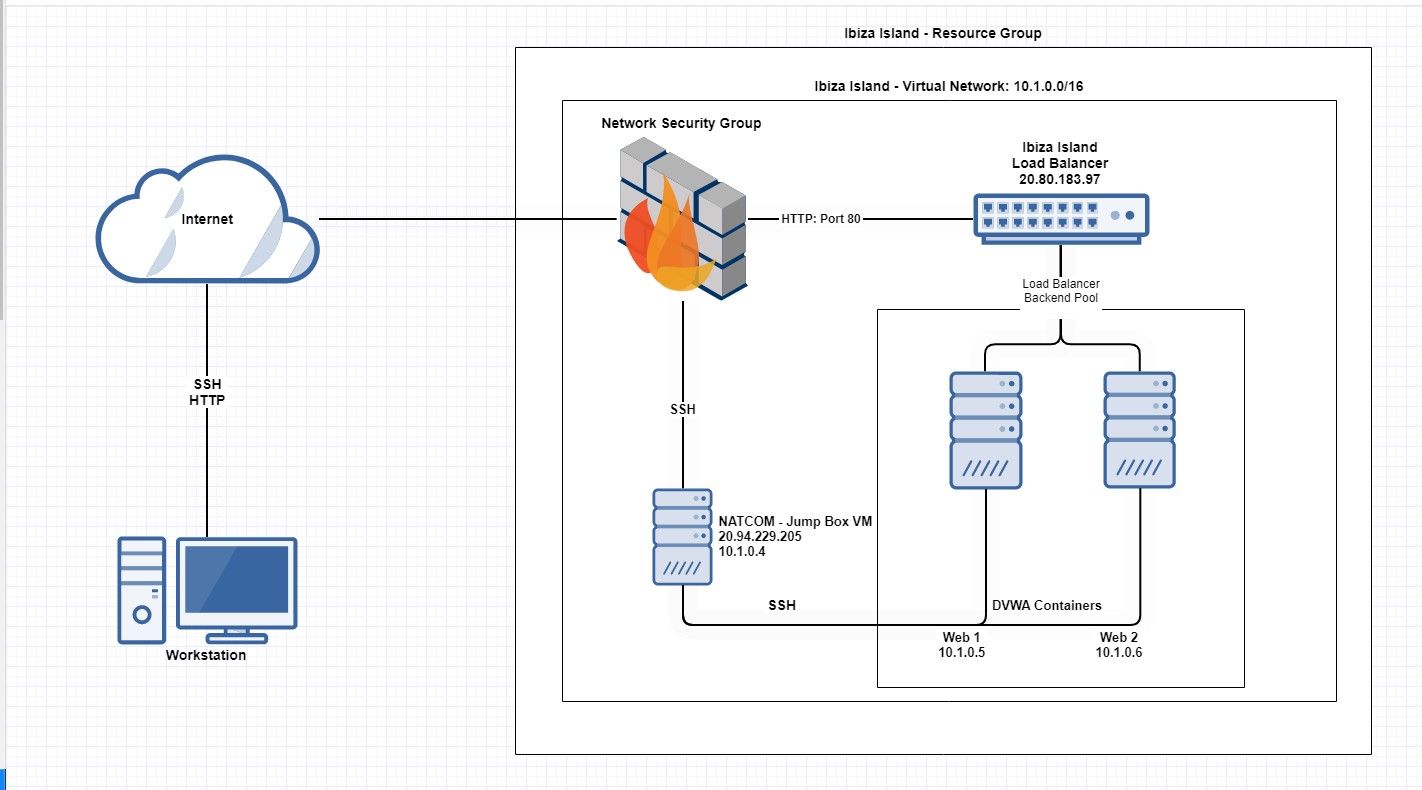 Ibiza Island - Resource Group
Ibiza Island - Virtual Network: 10.1.0.0/16
Network Security Group
Ibiza Island
Load Balancer
20.80.183.97
Internet
HTTP: Port 80
Load Balancer
Backend Pool
SSH
HTTP
SSH
NATCOM - Jump Box VM
20.94.229.205
10.1.0.4
SSH
DVWA Containers
Web 1
10.1.0.5
Web 2
10.1.0.6
Workstation